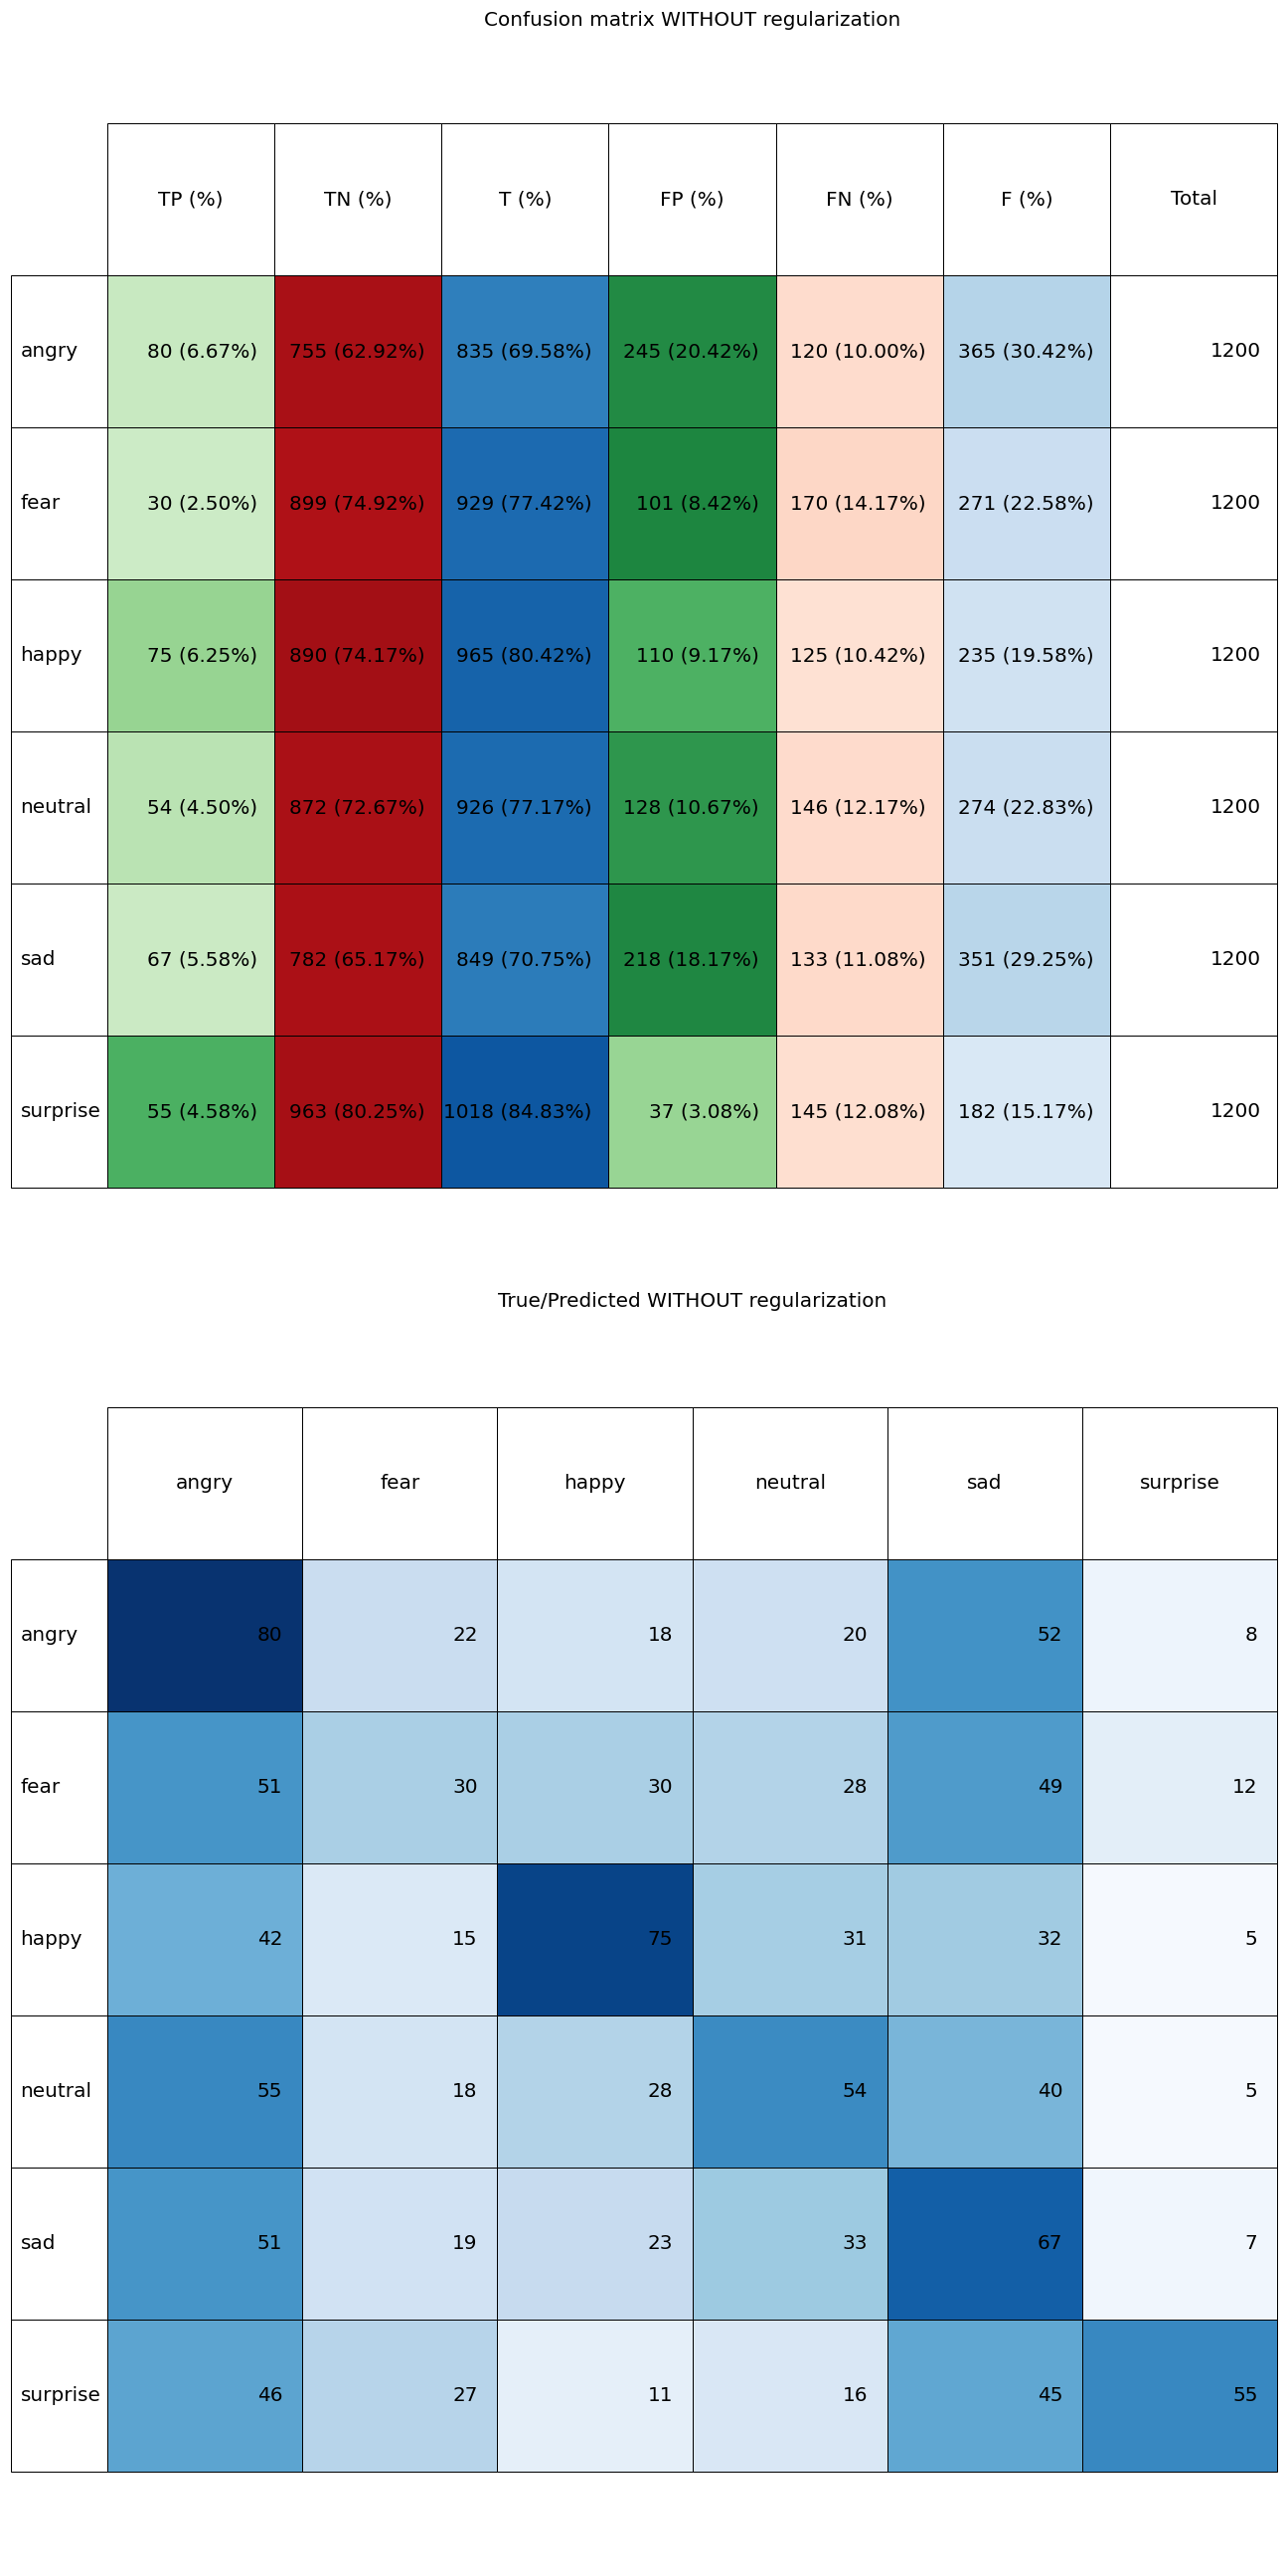 Confusion matrix WITHOUT regularization
TP (%) TN (%) T (%) FP (%) FN (%) F (%) Total
angry 80 (6.67%) 755 (62.92%) 835 (69.58%) 245 (20.42%) 120 (10.00%) 365 (30.42%) 1200
fear 30 (2.50%) 899 (74.92%) 929 (77.42%) 101 (8.42%) 170 (14.17%) 271 (22.58%) 1200
happy 75 (6.25%) 890 (74.17%) 965 (80.42%) 110 (9.17%) 125 (10.42%) 235 (19.58%) 1200
neutral 54 (4.50%) 872 (72.67%) 926 (77.17%) 128 (10.67%) 146 (12.17%) 274 (22.83%) 1200
sad 67 (5.58%) 782 (65.17%) 849 (70.75%) 218 (18.17%) 133 (11.08%) 351 (29.25%) 1200
surprise 55 (4.58%) 963 (80.25%) 1018 (84.83%) 37 (3.08%) 145 (12.08%) 182 (15.17%) 1200
True/Predicted WITHOUT regularization
angry fear happy neutral sad surprise
angry 80 22 18 20 52 8
fear 51 30 30 28 49 12
happy 42 15 75 31 32 5
neutral 55 18 28 54 40 5
sad 51 19 23 33 67 7
surprise 46 27 11 16 45 55